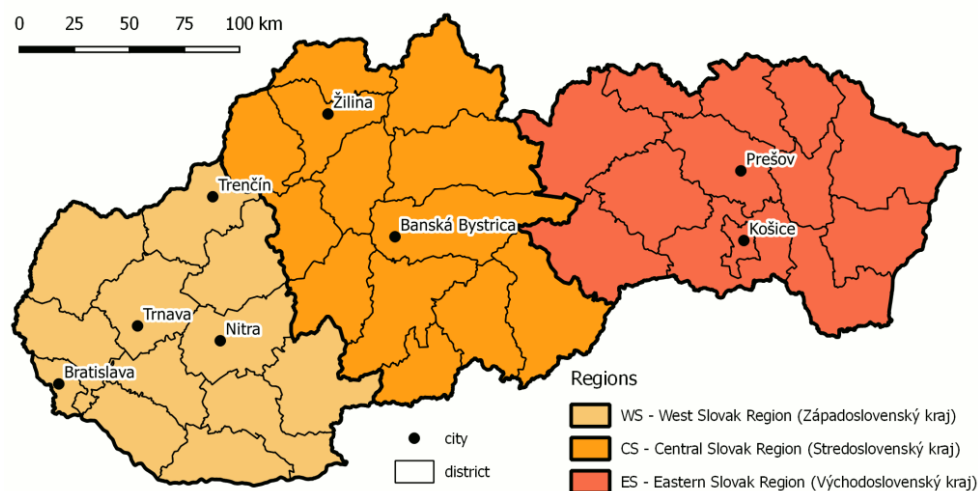 0 25 50 75 100 km
Žilina
Prešov
Trenčín
Banská Bystrica
Košice
Trnava
Nitra
Bratislava
Regions
WS - West Slovak Region (Západoslovenský kraj)
CS - Central Slovak Region (Stredoslovenský kraj)
ES - Eastern Slovak Region (Východoslovenský kraj)
city
district